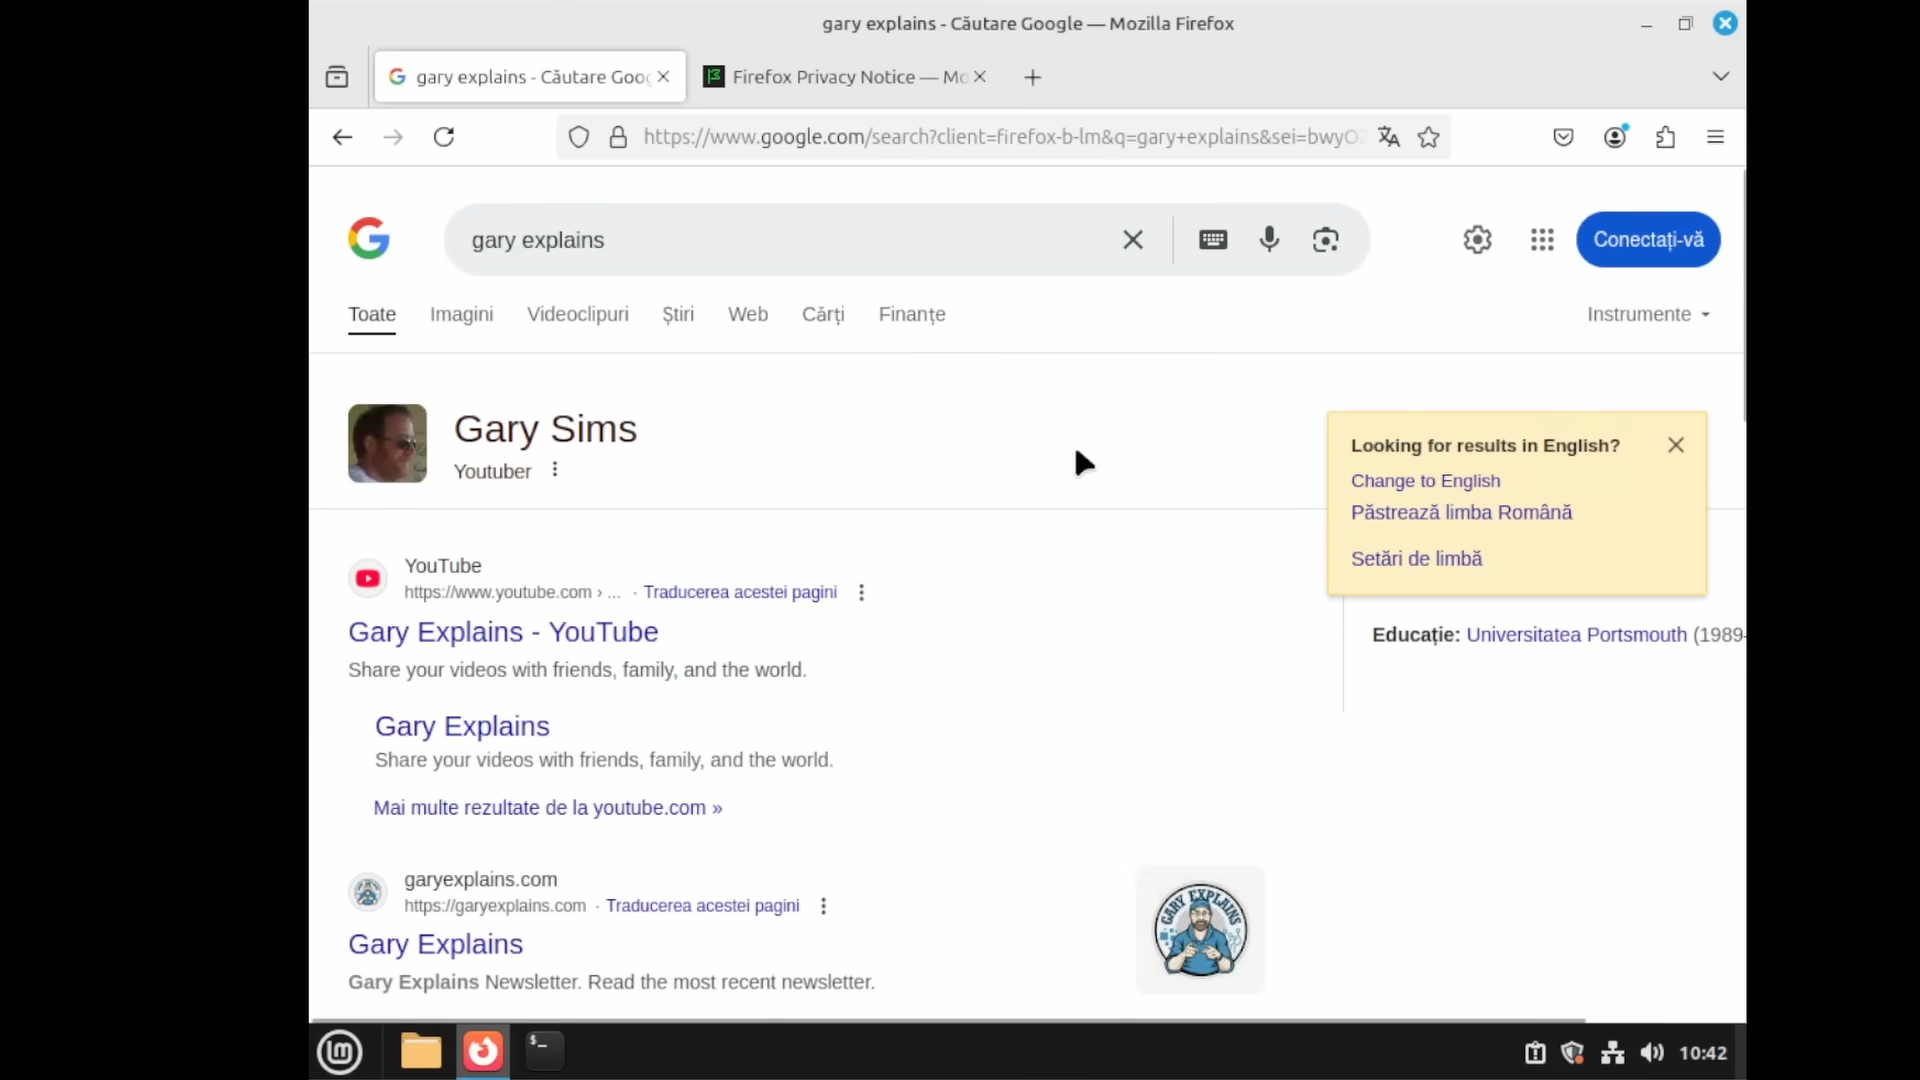 gary explains - Căutare Google — Mozilla Firefox
gary explains - Căutare Goog
Firefox Privacy Notice — Mo
https://www.google.com/search?client=firefox-b-lm&q=gary+explains&sei=bwyO
gary explains
Conectați-vă
Toate
Imagini
Videoclipuri
Știri
Web
Cărți
Finanțe
Instrumente
Gary Sims
Youtuber
Looking for results in English?
Change to English
Păstrează limba Română
Setări de limbă
YouTube
https://www.youtube.com › ... · Traducerea acestei pagini
Gary Explains - YouTube
Share your videos with friends, family, and the world.
Educație: Universitatea Portsmouth (1989-
Gary Explains
Share your videos with friends, family, and the world.
Mai multe rezultate de la youtube.com »
garyexplains.com
https://garyexplains.com · Traducerea acestei pagini
Gary Explains
Gary Explains Newsletter. Read the most recent newsletter.
GARY EXPLAINS
$_
10:42